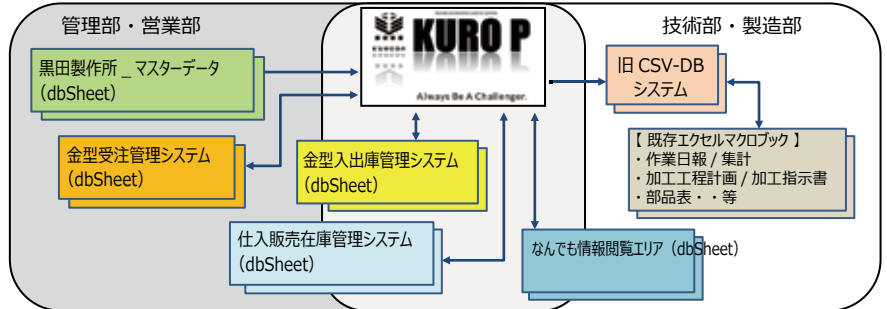 管理部・営業部
技術部・製造部
KURO P
KURODA
Always Be A Challenger.
黒田製作所 _ マスターデータ
(dbSheet)
旧 CSV-DB
システム
金型受注管理システム
(dbSheet)
金型入出庫管理システム
(dbSheet)
【 既存エクセルマクロブック 】
・作業日報 / 集計
・加工工程計画 / 加工指示書
・部品表・・等
仕入販売在庫管理システム
(dbSheet)
なんでも情報閲覧エリア（dbSheet）